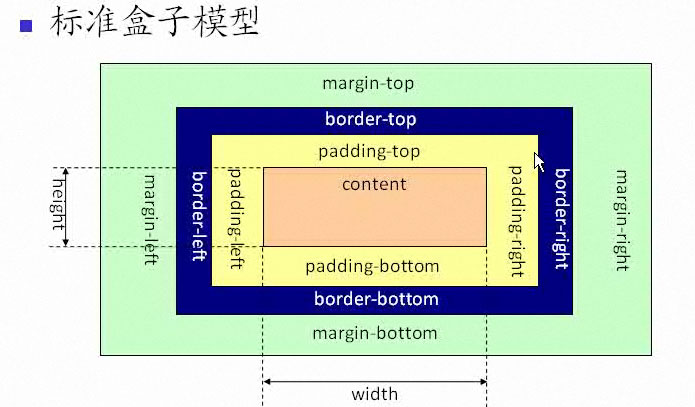 标准盒子模型
margin-top
border-top
padding-top
content
height
margin-left
border-left
padding-left
padding-right
border-right
margin-right
padding-bottom
border-bottom
margin-bottom
width